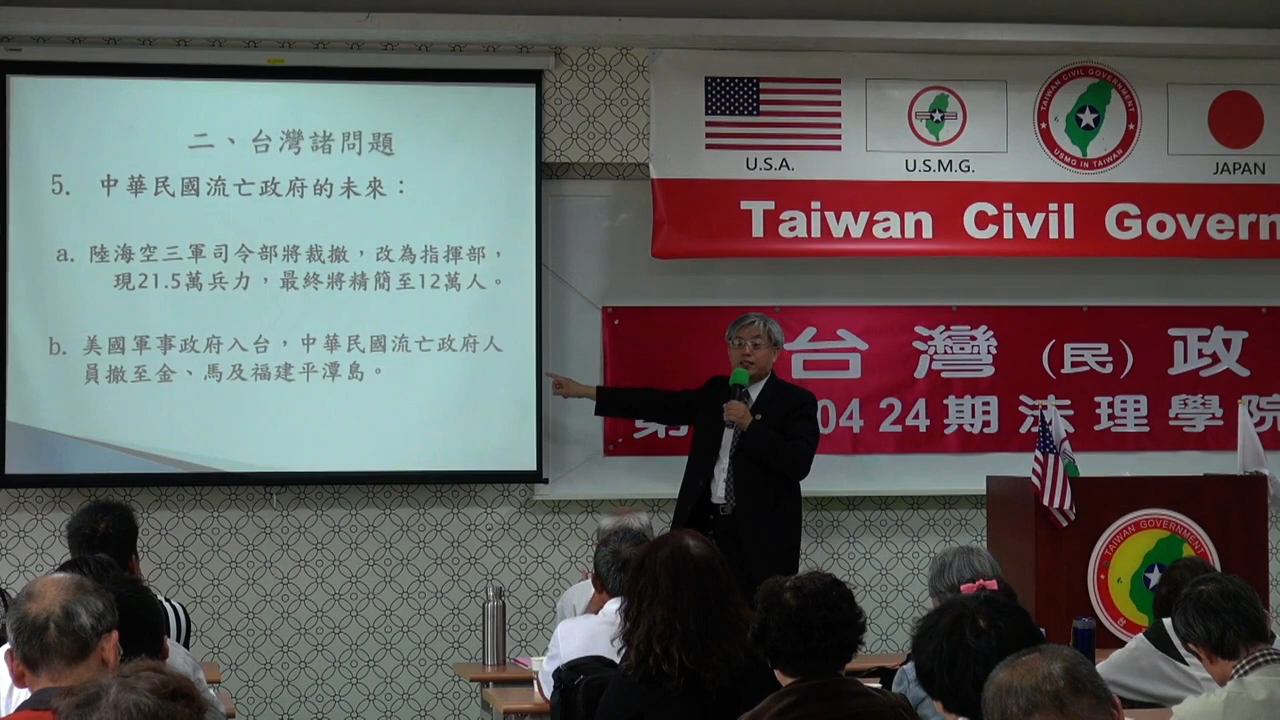 二、台灣諸問題
5. 中華民國流亡政府的未來：
a. 陸海空三軍司令部將裁撤，改為指揮部，
現21.5萬兵力，最終將精簡至12萬人。
b. 美國軍事政府入台，中華民國流亡政府人
員撤至金、馬及福建平潭島。
U.S.A.
U.S.M.G.
TAIWAN CIVIL GOVERNMENT
USMG IN TAIWAN
JAPAN
Taiwan Civil Govern
台灣(民)政
第 04 24期法理學院
TAIWAN GOVERNMENT
台